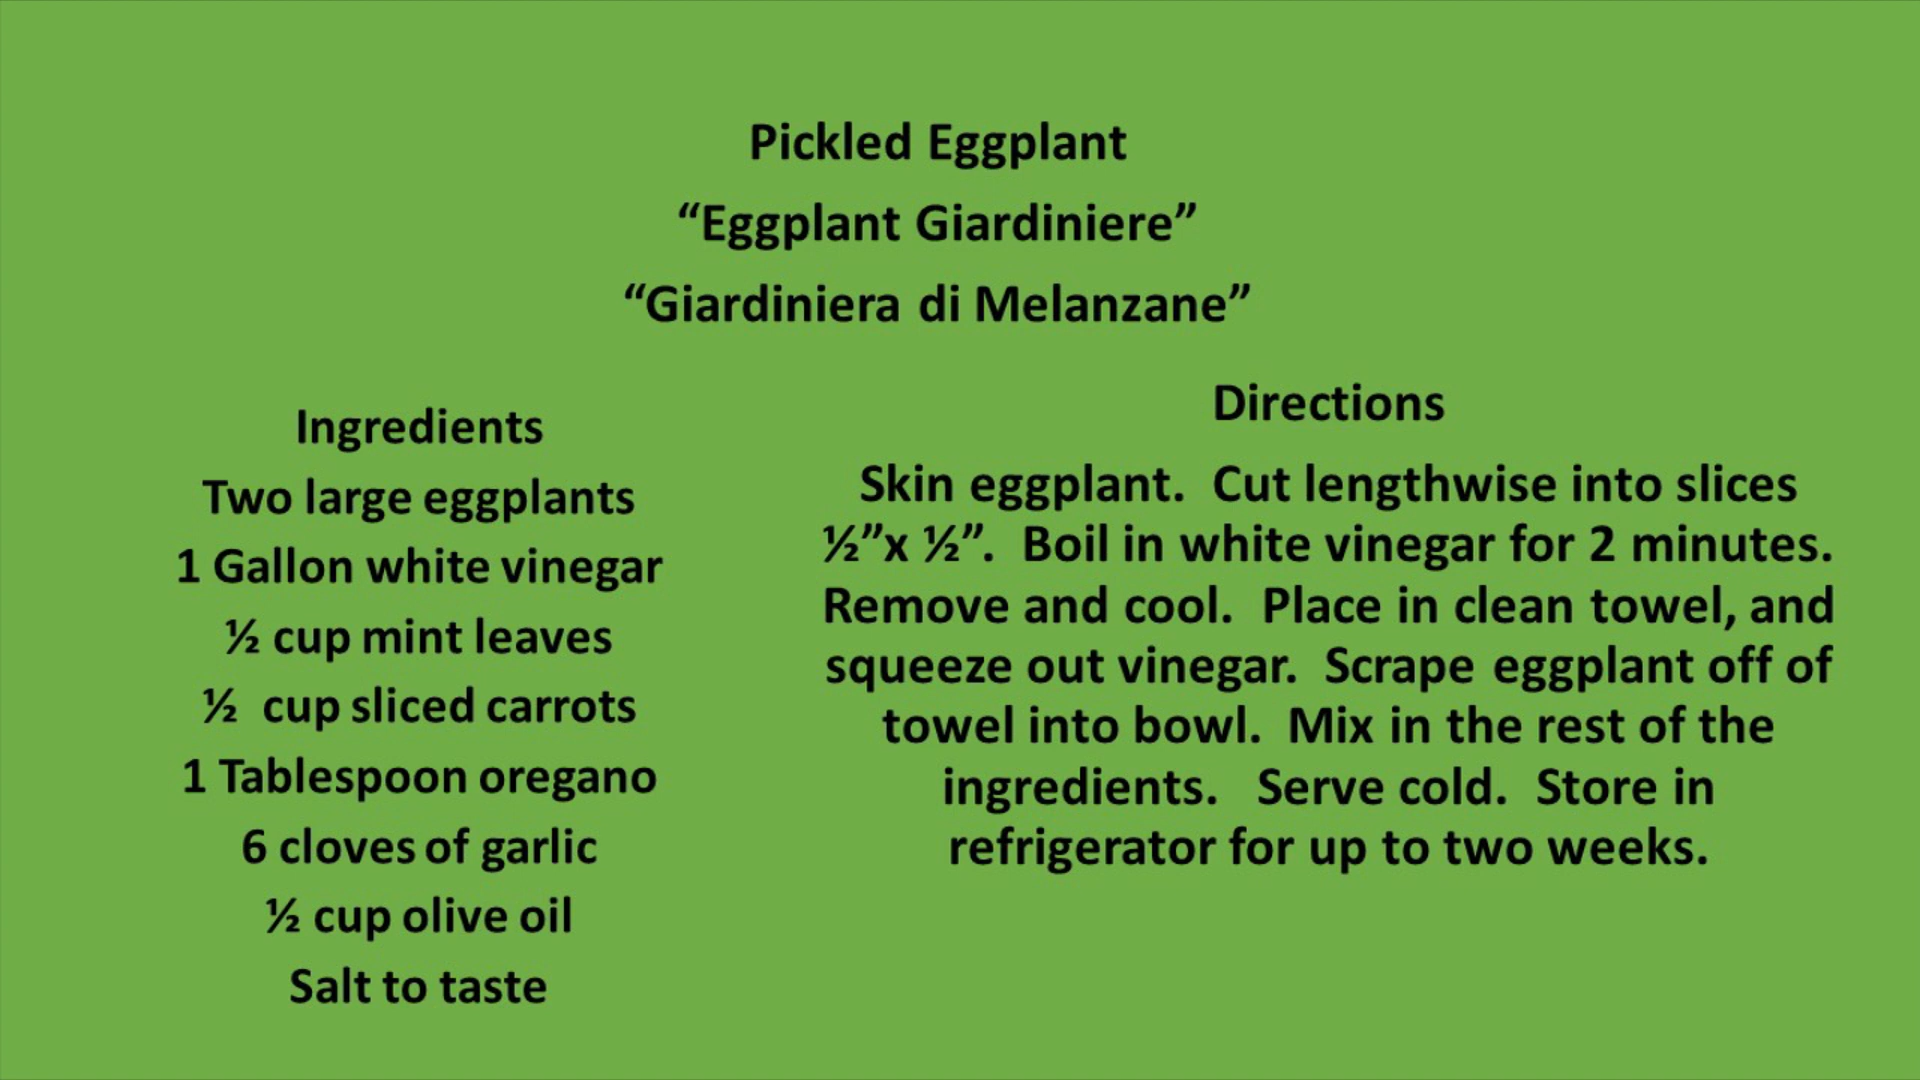 Pickled Eggplant
“Eggplant Giardiniere”
“Giardiniera di Melanzane”
Ingredients
Two large eggplants
1 Gallon white vinegar
½ cup mint leaves
½  cup sliced carrots
1 Tablespoon oregano
6 cloves of garlic
½ cup olive oil
Salt to taste
Directions
Skin eggplant.  Cut lengthwise into slices
½”x ½”.  Boil in white vinegar for 2 minutes.
Remove and cool.  Place in clean towel, and
squeeze out vinegar.  Scrape eggplant off of
towel into bowl.  Mix in the rest of the
ingredients.   Serve cold.  Store in
refrigerator for up to two weeks.